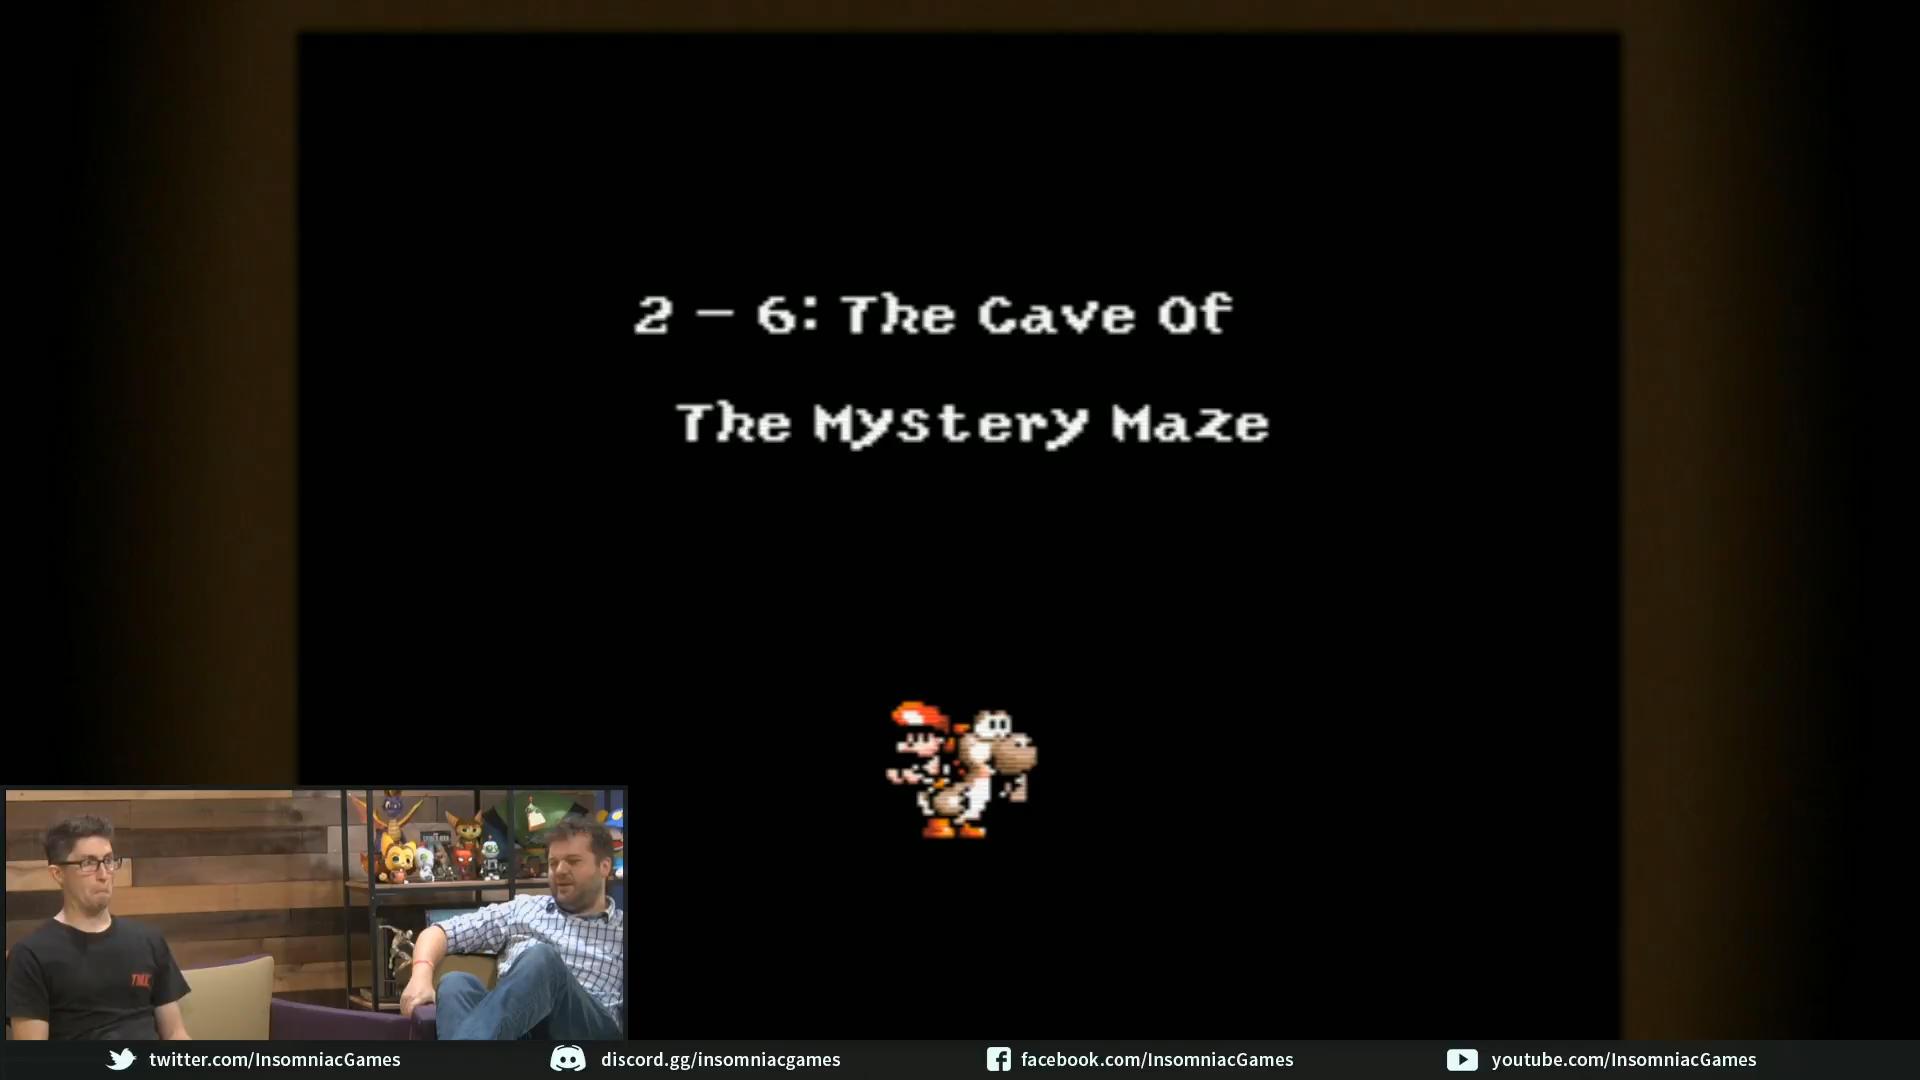 2 - 6: The Cave Of
The Mystery Maze
twitter.com/InsomniacGames
discord.gg/insomniacgames
facebook.com/InsomniacGames
youtube.com/InsomniacGames